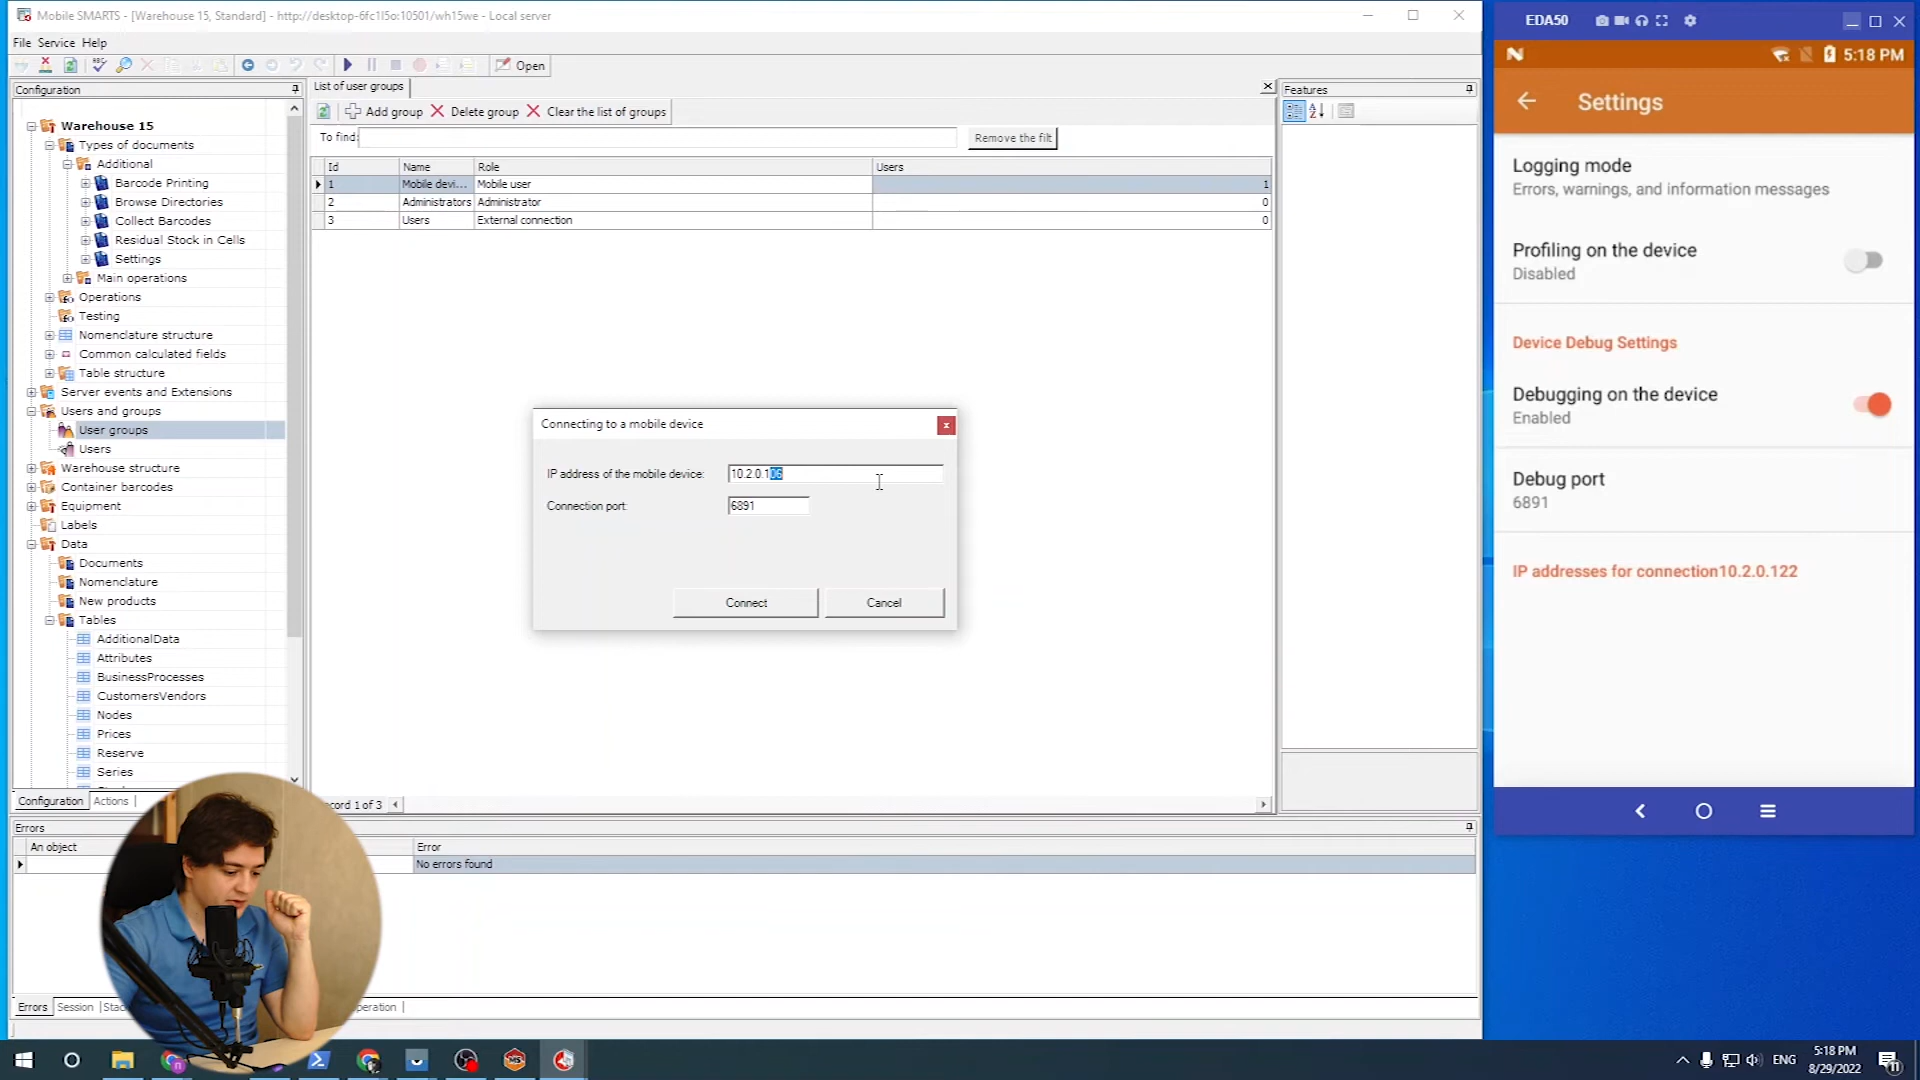 Mobile SMARTS - [Warehouse 15, Standard] - http://desktop-6fc1l5o:10501/wh15we - Local server
File Service Help
Open
Configuration
Warehouse 15
Types of documents
Additional
Barcode Printing
Browse Directories
Collect Barcodes
Residual Stock in Cells
Settings
Main operations
Operations
Testing
Nomenclature structure
Common calculated fields
Table structure
Server events and Extensions
Users and groups
User groups
Users
Warehouse structure
Container barcodes
Equipment
Labels
Data
Documents
Nomenclature
New products
Tables
AdditionalData
Attributes
BusinessProcesses
CustomersVendors
Nodes
Prices
Reserve
Series
Configuration Actions
List of user groups
Add group Delete group Clear the list of groups
To find: Remove the filt
Id Name Role Users
1 Mobile devi... Mobile user 1
2 Administrators Administrator 0
3 Users External connection 0
Connecting to a mobile device
IP address of the mobile device: 10.2.0.106
Connection port: 6891
Connect Cancel
cord 1 of 3
Features
Errors
An object Error
No errors found
Errors Session Stac
peration
EDA50
5:18 PM
Settings
Logging mode
Errors, warnings, and information messages
Profiling on the device
Disabled
Device Debug Settings
Debugging on the device
Enabled
Debug port
6891
IP addresses for connection10.2.0.122
ENG
5:18 PM
8/29/2022
11